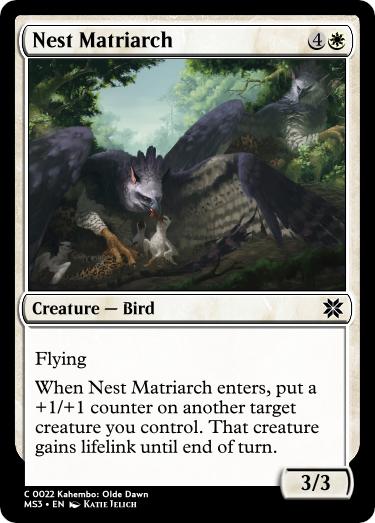 Nest Matriarch 4
Creature — Bird
Flying
When Nest Matriarch enters, put a
+1/+1 counter on another target
creature you control. That creature
gains lifelink until end of turn.
3/3
C 0022 Kahembo: Olde Dawn
MS3 • EN Katie Jelich